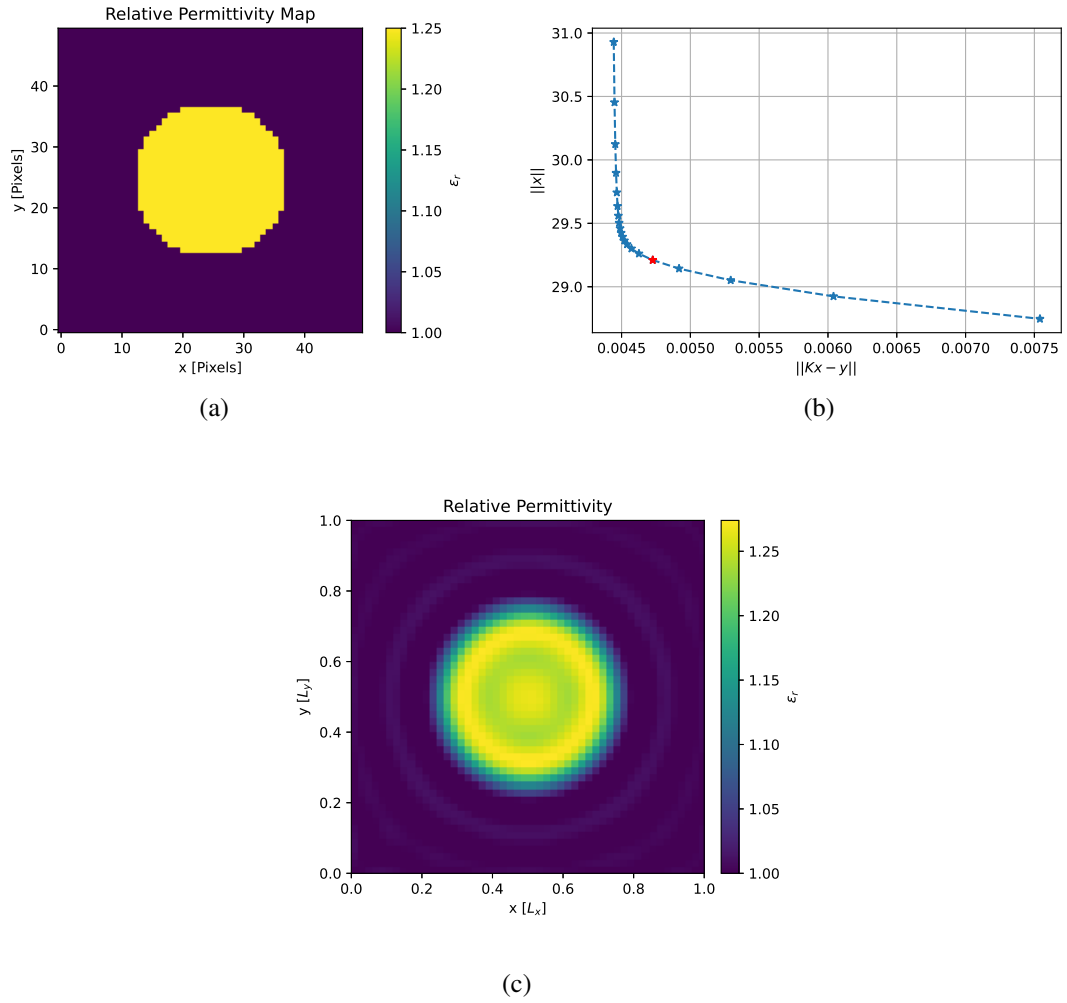 Relative Permittivity Map
y [Pixels]
40
30
20
10
0
0 10 20 30 40
x [Pixels]
1.25
1.20
1.15
1.10
1.05
1.00
εr
(a)
||x||
31.0
30.5
30.0
29.5
29.0
0.0045 0.0050 0.0055 0.0060 0.0065 0.0070 0.0075
||Kx − y||
(b)
Relative Permittivity
y [Ly]
1.0
0.8
0.6
0.4
0.2
0.0
0.0 0.2 0.4 0.6 0.8 1.0
x [Lx]
1.25
1.20
1.15
1.10
1.05
1.00
εr
(c)